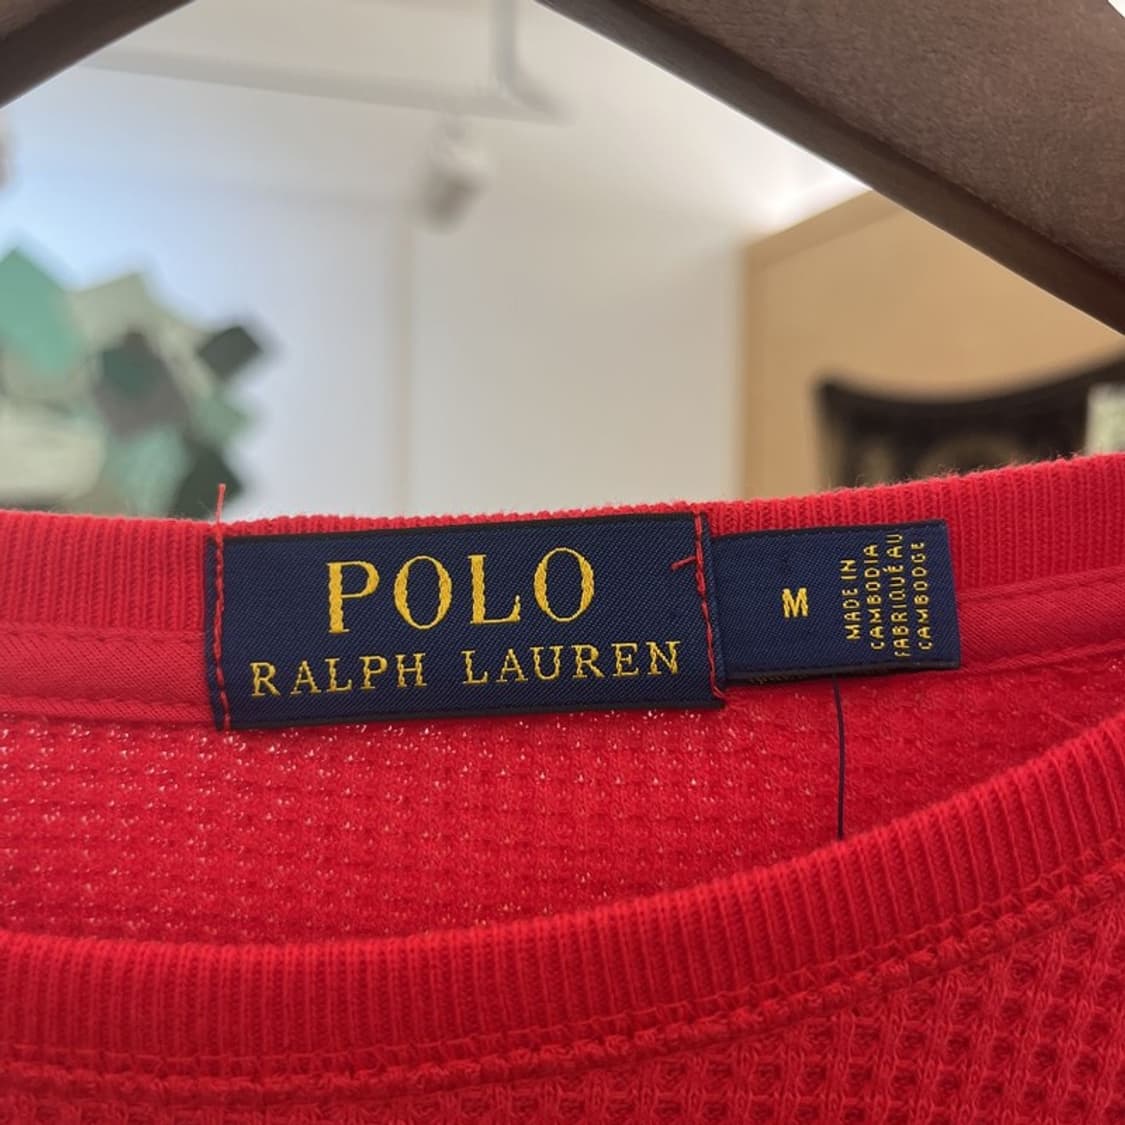 POLO
RALPH LAUREN
M
MADE IN
CAMBODIA
FABRIQUÉ AU
CAMBODGE